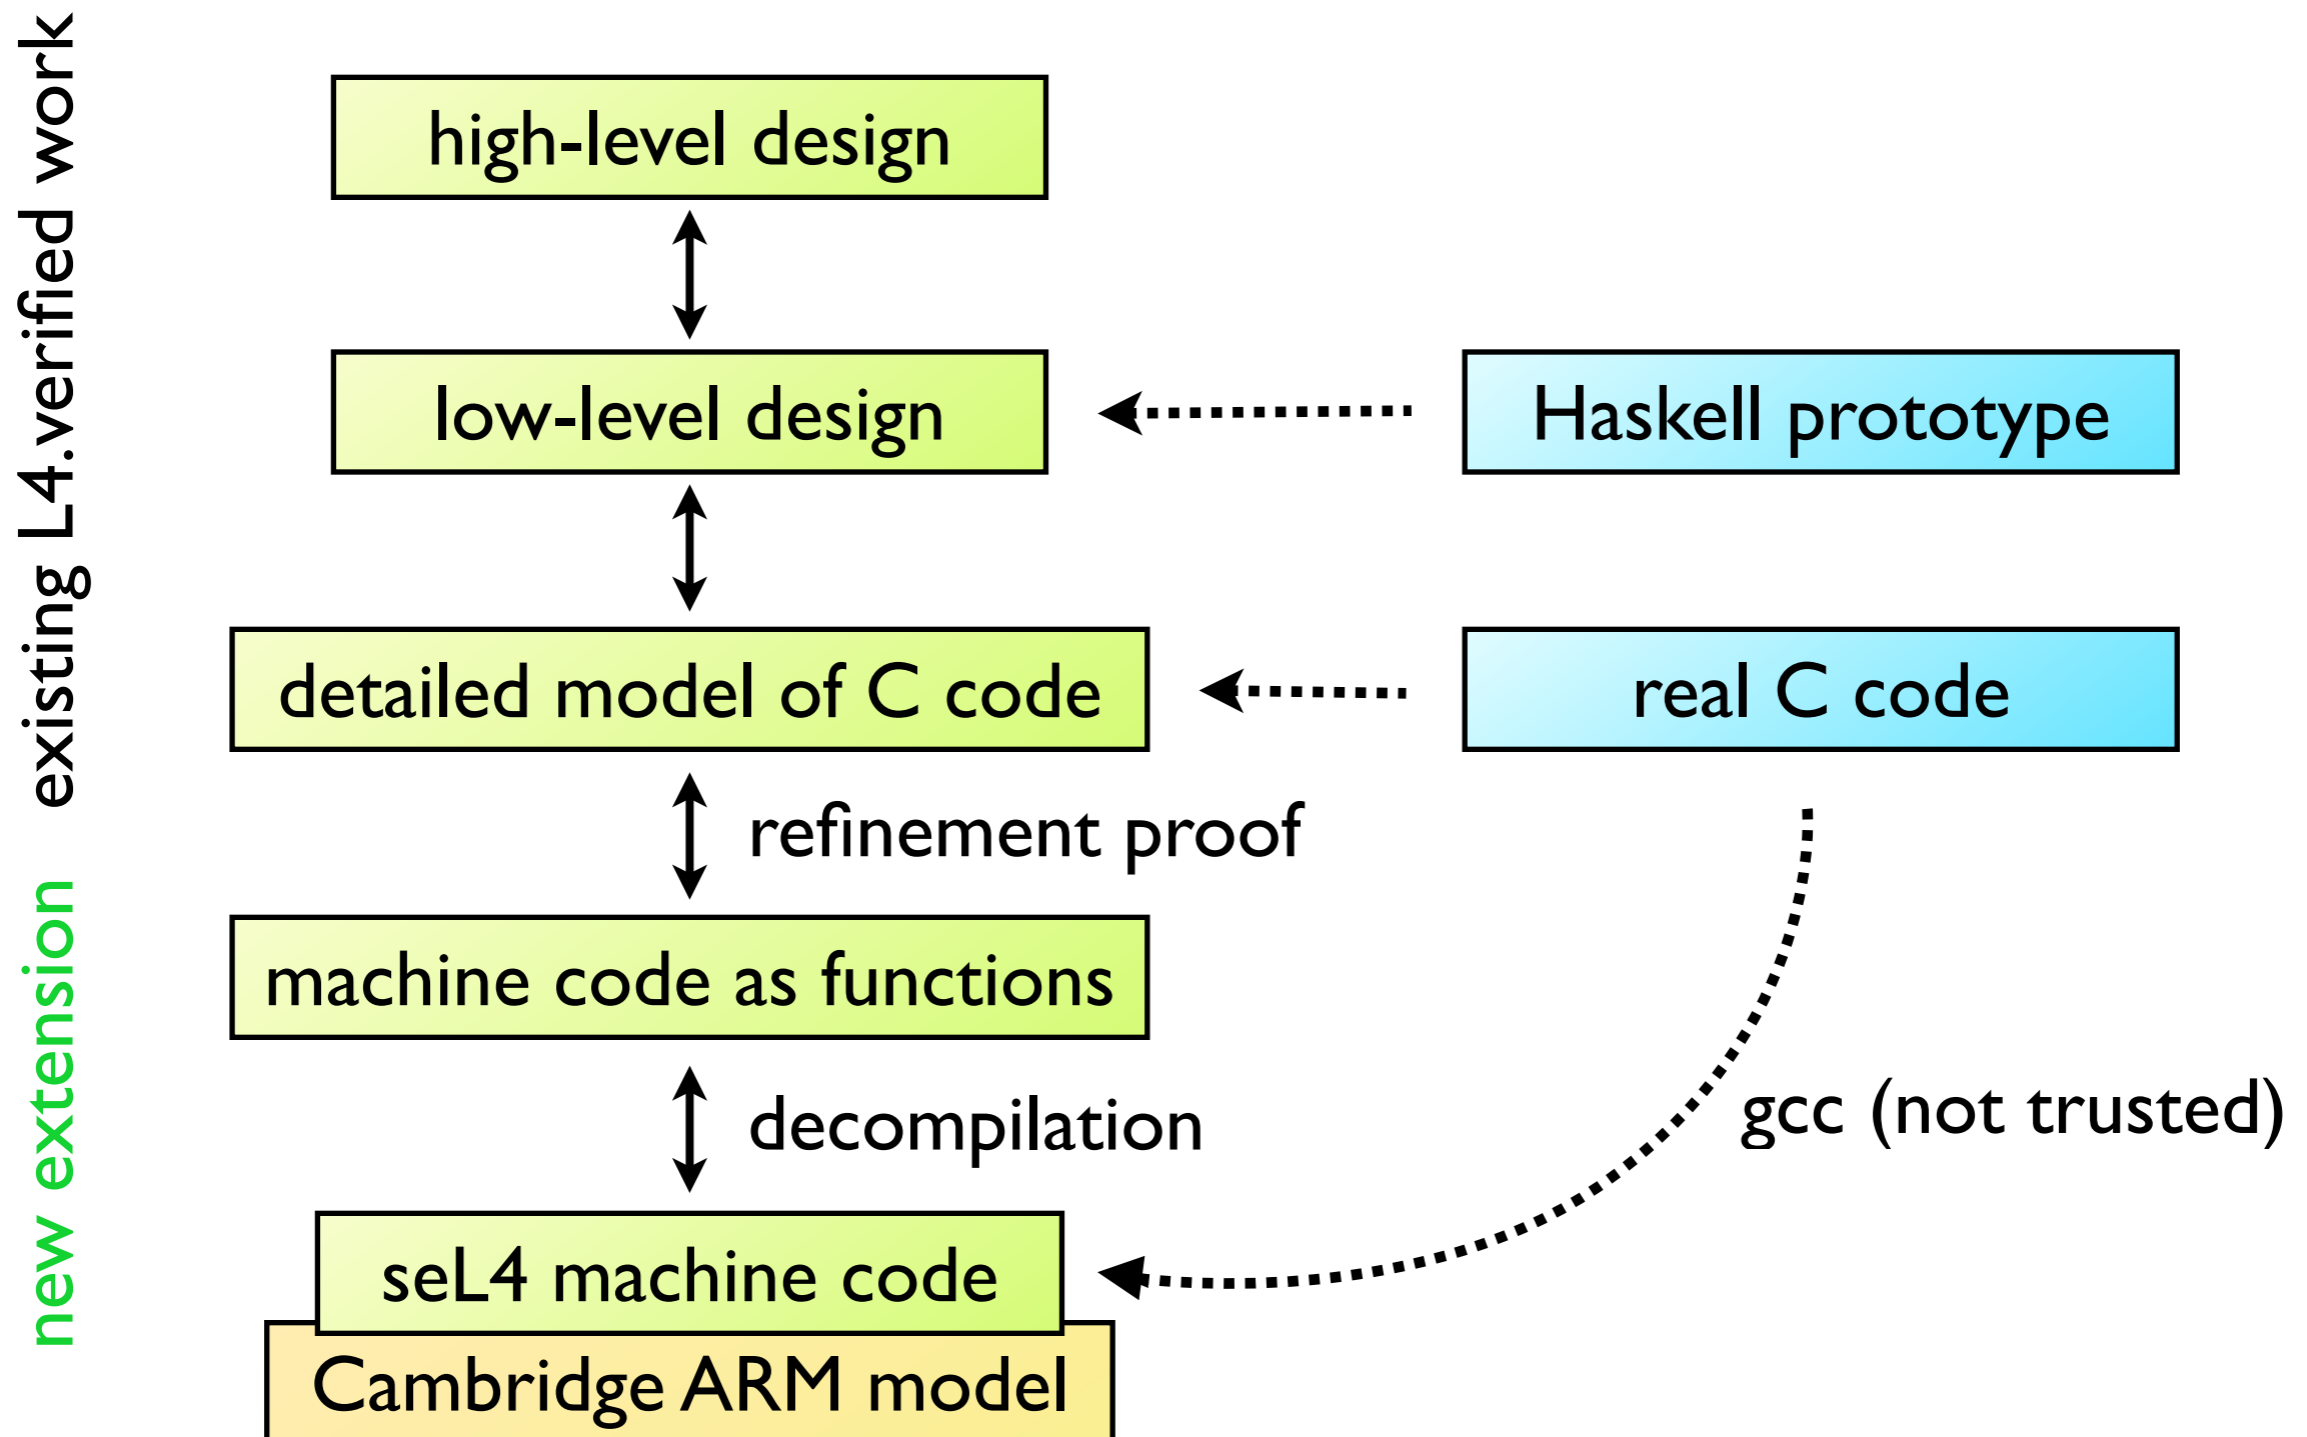 existing L4.verified work
new extension
high-level design
low-level design
Haskell prototype
detailed model of C code
real C code
refinement proof
machine code as functions
decompilation
gcc (not trusted)
seL4 machine code
Cambridge ARM model